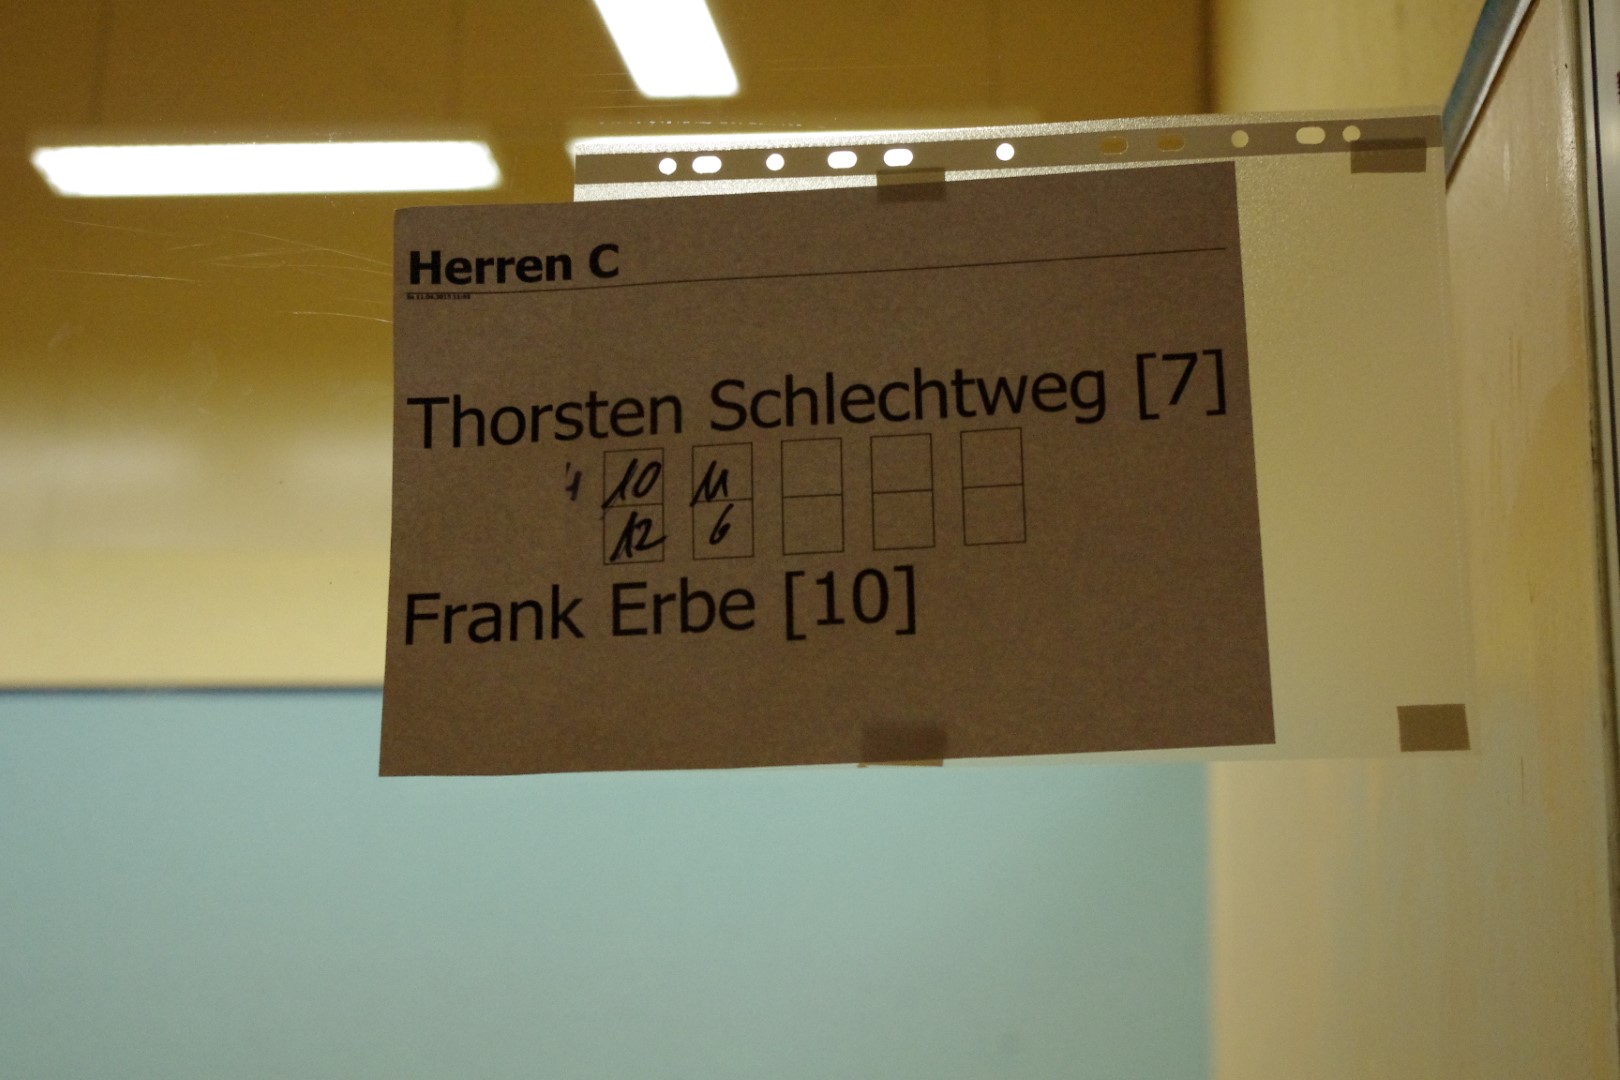 Herren C
Thorsten Schlechtweg [7]
10 11
12 6
Frank Erbe [10]